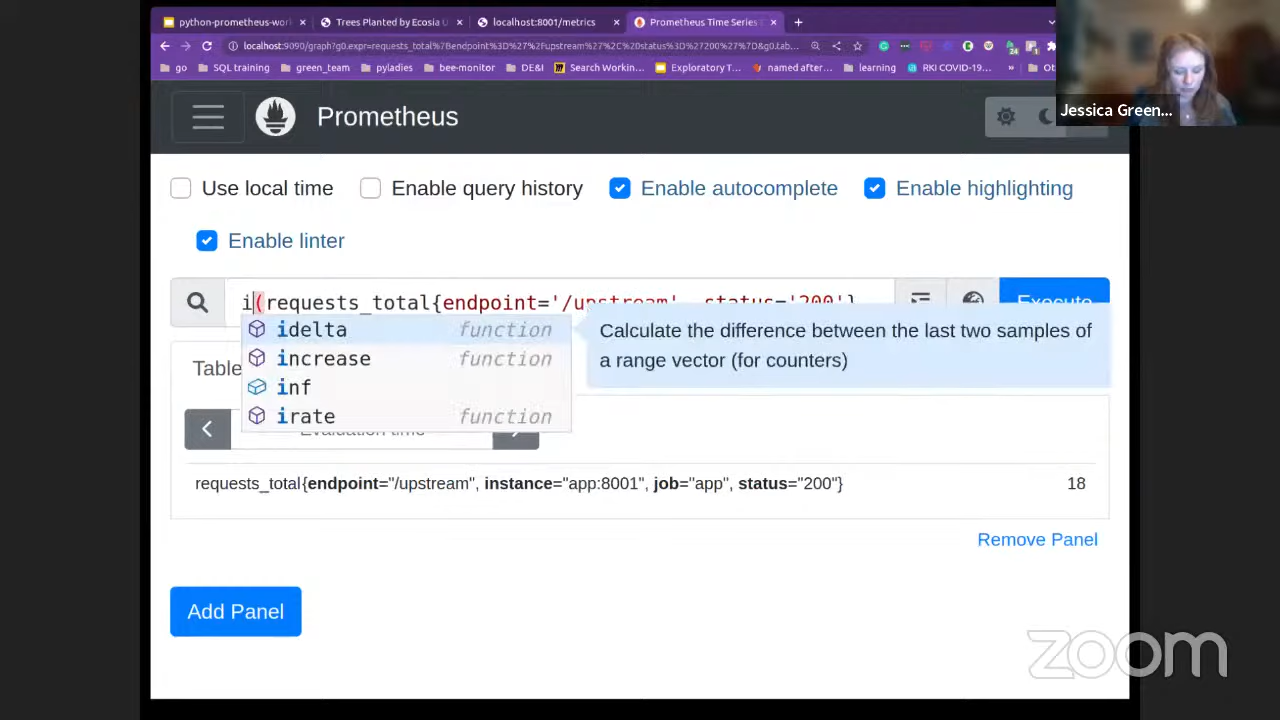 python-prometheus-work
Trees Planted by Ecosia
localhost:8001/metrics
Prometheus Time Series
localhost:9090/graph?g0.expr=requests_total%7Bendpoint%3D%27%2Fupstream%27%2C%20status%3D%27200%27%7D&g0.tab...
go SQL training green_team pyladies bee-monitor DE&I Search Workin... Exploratory T... named after... learning RKI COVID-19... » Ot
Jessica Green...
Prometheus
Use local time Enable query history Enable autocomplete Enable highlighting
Enable linter
i(requests_total{endpoint='/upstream', status='200'} Execute
idelta function
increase function
inf
irate function
Calculate the difference between the last two samples of
a range vector (for counters)
Table
Evaluation time
requests_total{endpoint="/upstream", instance="app:8001", job="app", status="200"} 18
Remove Panel
Add Panel
zoom